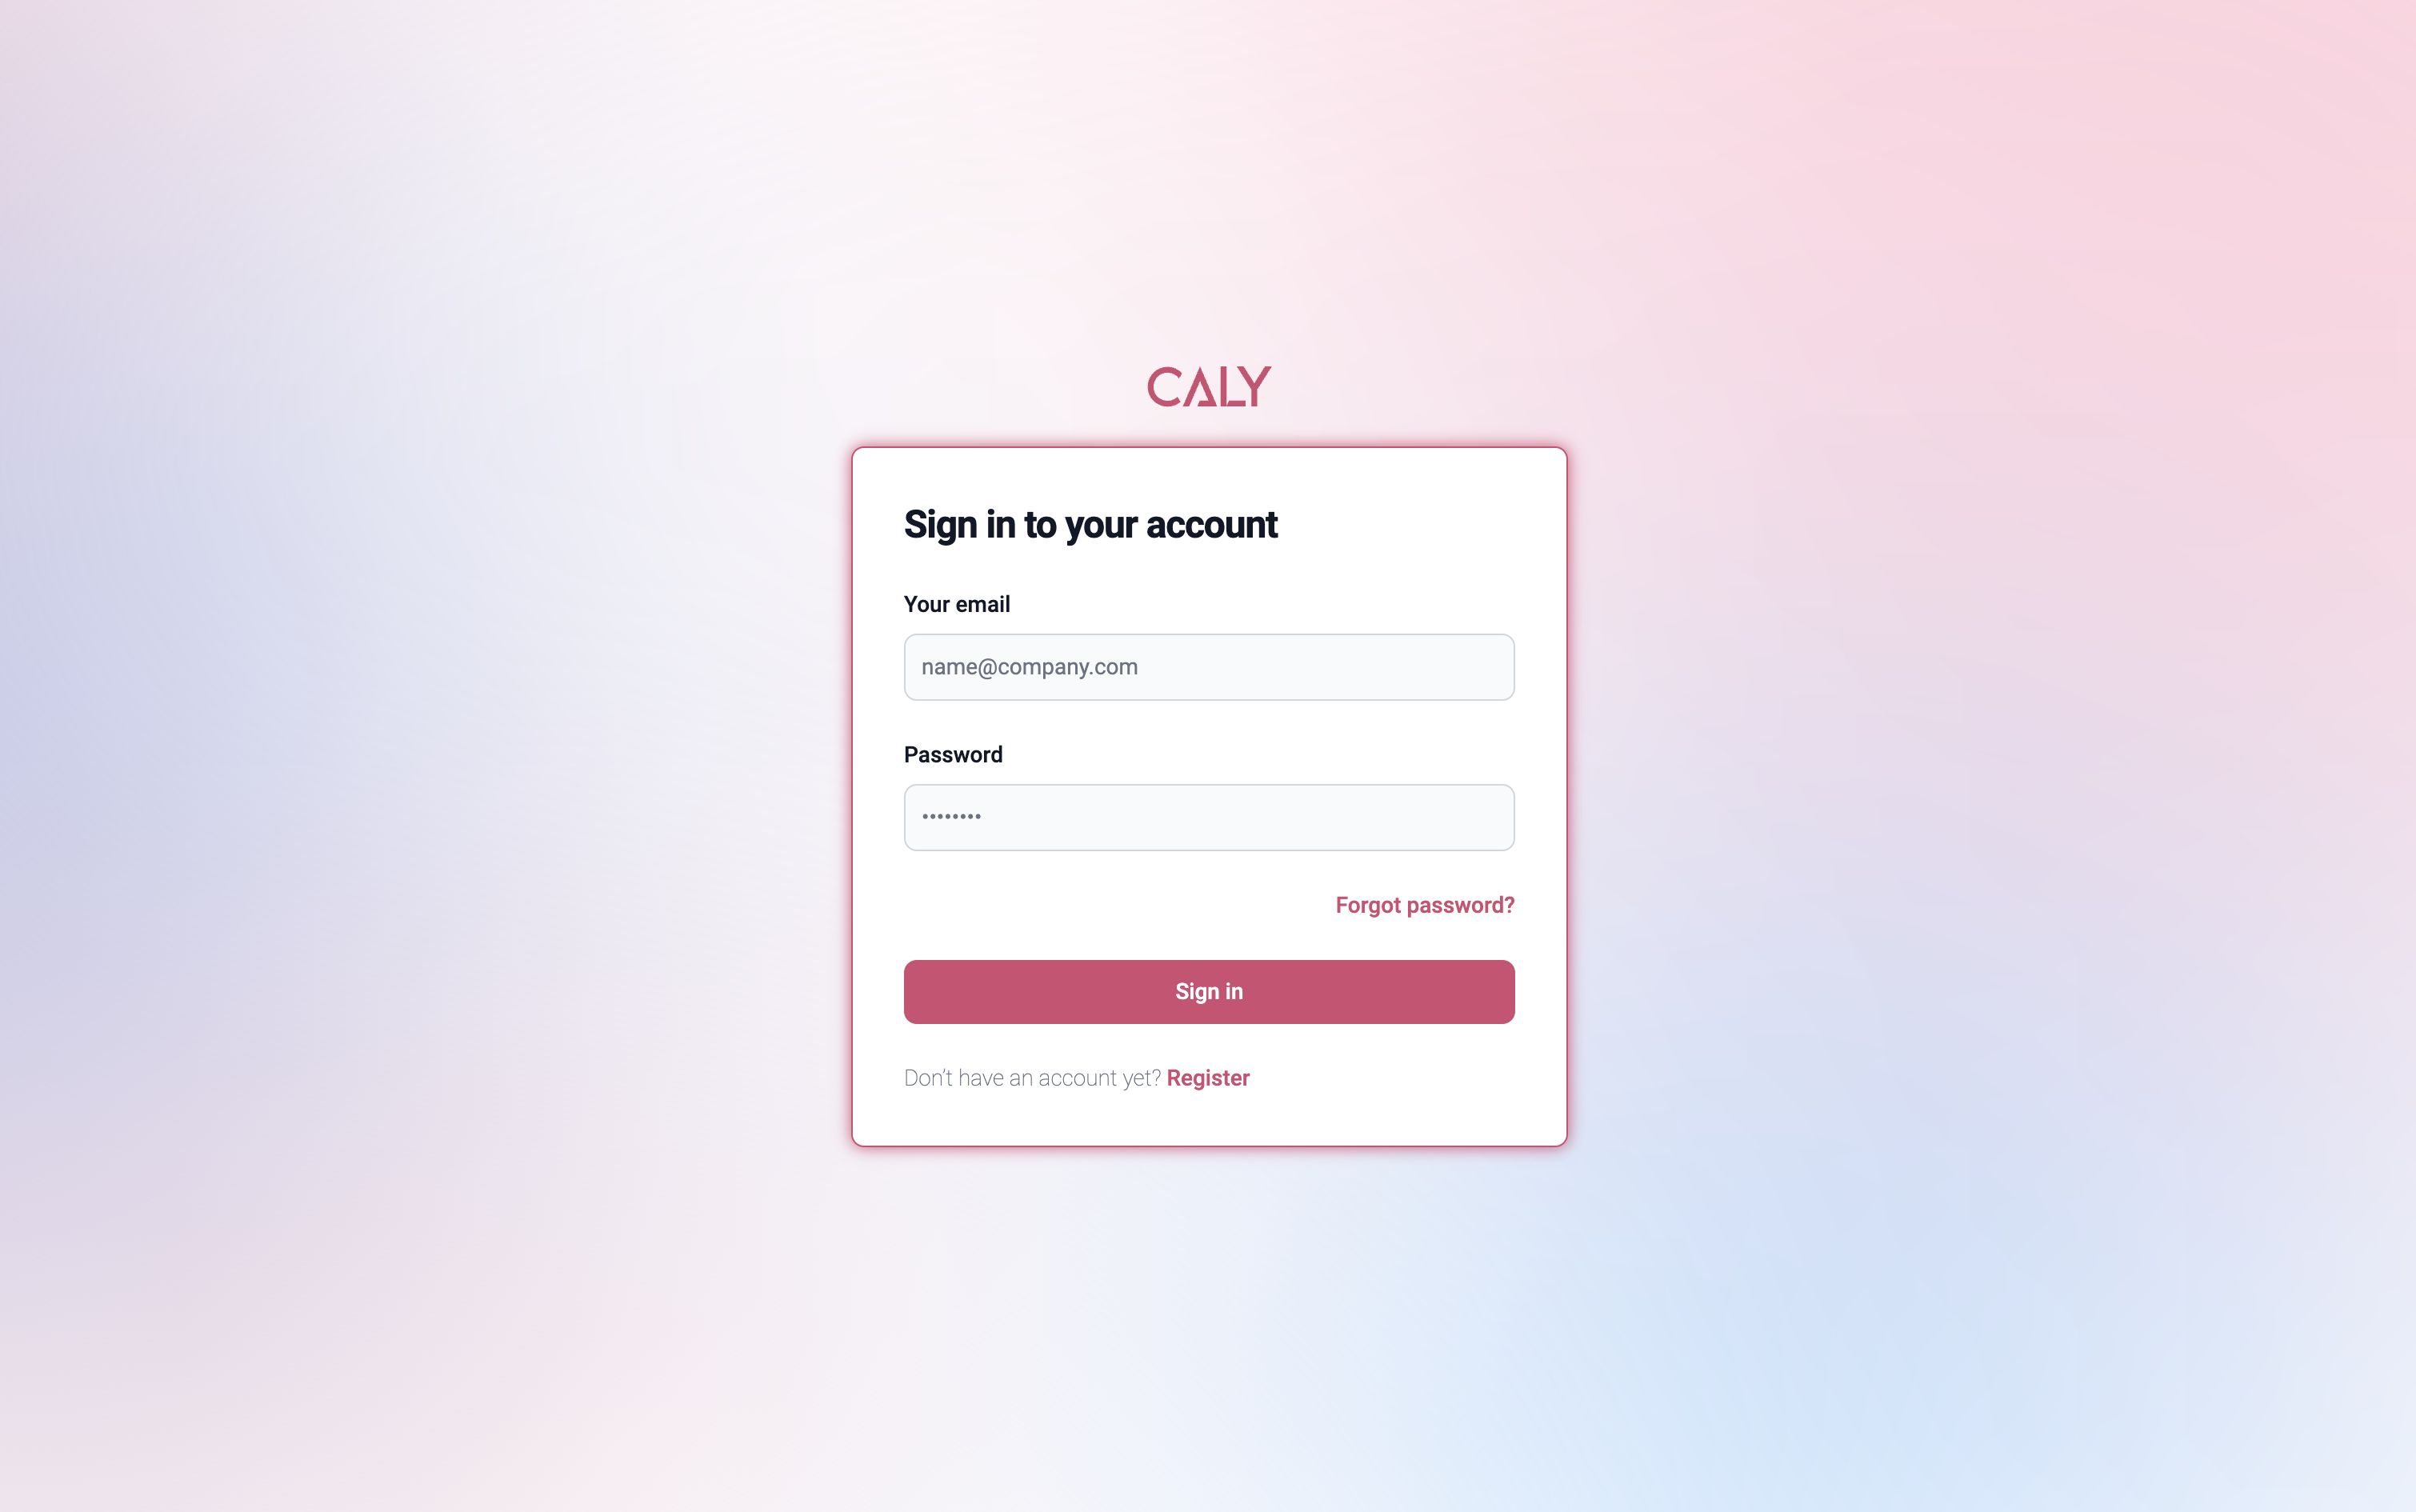 CALY
Sign in to your account
Your email
name@company.com
Password
••••••••
Forgot password?
Sign in
Don't have an account yet? Register